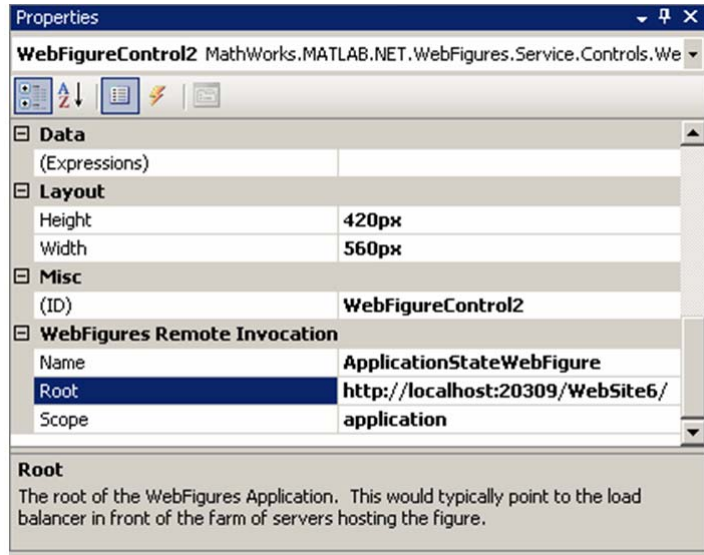 Properties
WebFigureControl2 MathWorks.MATLAB.NET.WebFigures.Service.Controls.We
Data
(Expressions)
Layout
Height 420px
Width 560px
Misc
(ID) WebFigureControl2
WebFigures Remote Invocation
Name ApplicationStateWebFigure
Root http://localhost:20309/WebSite6/
Scope application
Root
The root of the WebFigures Application. This would typically point to the load
balancer in front of the farm of servers hosting the figure.